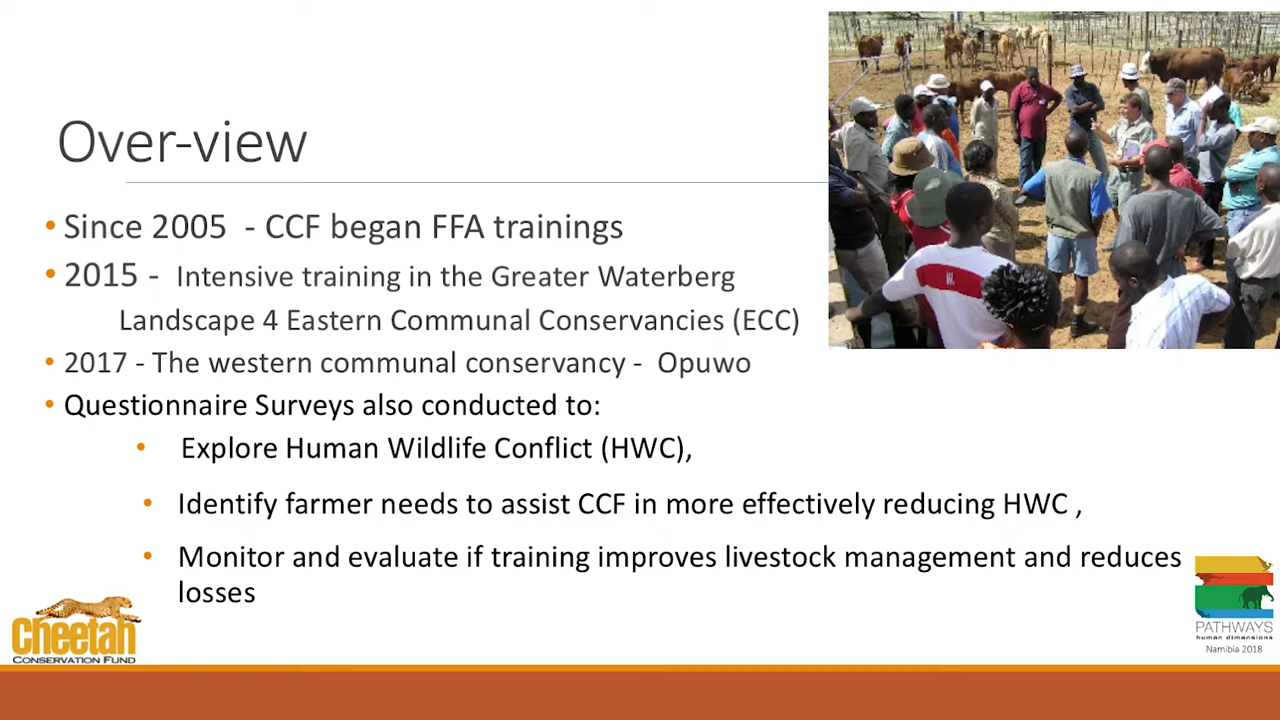 Over-view
• Since 2005 - CCF began FFA trainings
• 2015 - Intensive training in the Greater Waterberg
Landscape 4 Eastern Communal Conservancies (ECC)
• 2017 - The western communal conservancy - Opuwo
• Questionnaire Surveys also conducted to:
• Explore Human Wildlife Conflict (HWC),
• Identify farmer needs to assist CCF in more effectively reducing HWC ,
• Monitor and evaluate if training improves livestock management and reduces
losses
Cheetah
CONSERVATION FUND
PATHWAYS
human dimensions
Namibia 2018